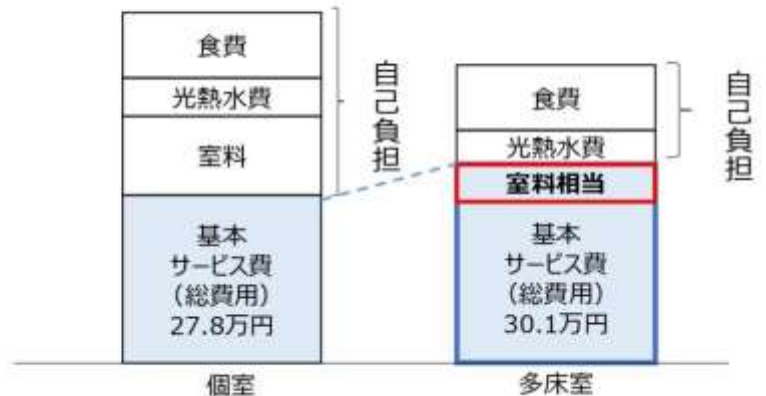 食費
光熱水費
室料
自己負担
基本
サービス費
（総費用）
27.8万円
個室
食費
光熱水費
自己負担
室料相当
基本
サービス費
（総費用）
30.1万円
多床室